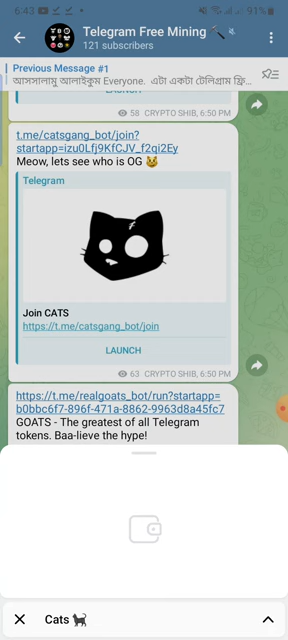 6:43
91%
Telegram Free Mining
121 subscribers
Previous Message #1
আসসালামু আলাইকুম Everyone. এটা একটা টেলিগ্রাম ফ্রি...
LAUNCH
58 CRYPTO SHIB, 6:50 PM
t.me/catsgang_bot/join?
startapp=izu0Lfj9KfCJV_f2qi2Ey
Meow, lets see who is OG
Telegram
Join CATS
https://t.me/catsgang_bot/join
LAUNCH
63 CRYPTO SHIB, 6:50 PM
https://t.me/realgoats_bot/run?startapp=
b0bbc6f7-896f-471a-8862-9963d8a45fc7
GOATS - The greatest of all Telegram
tokens. Baa-lieve the hype!
Cats